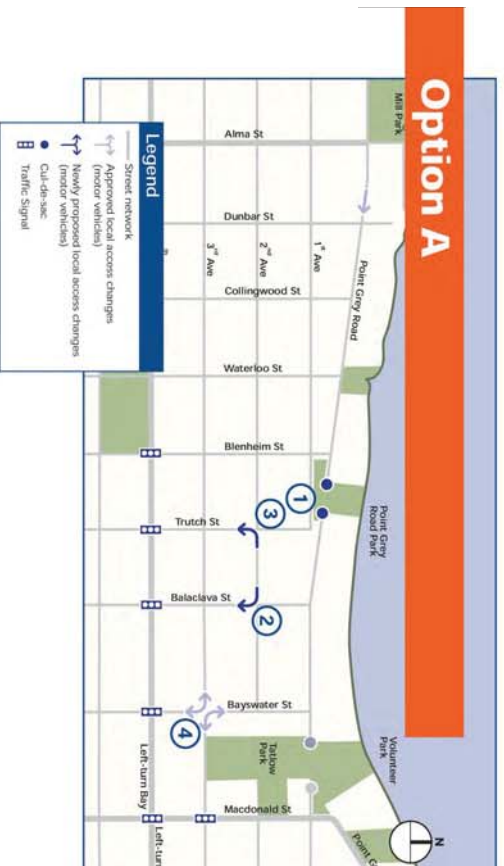 Option A
Mill Park
Alma St
Dunbar St
Point Grey Road
1st Ave
2nd Ave
3rd Ave
Collingwood St
Waterloo St
Blenheim St
Point Grey
Road Park
1
3
Trutch St
2
Balaclava St
Bayswater St
4
Volunteer
Park
Tatlow
Park
Macdonald St
Left-turn Bay
Left-tur
Point G
N
Legend
Street network
Approved local access changes
(motor vehicles)
Newly proposed local access changes
(motor vehicles)
Cul-de-sac
Traffic Signal